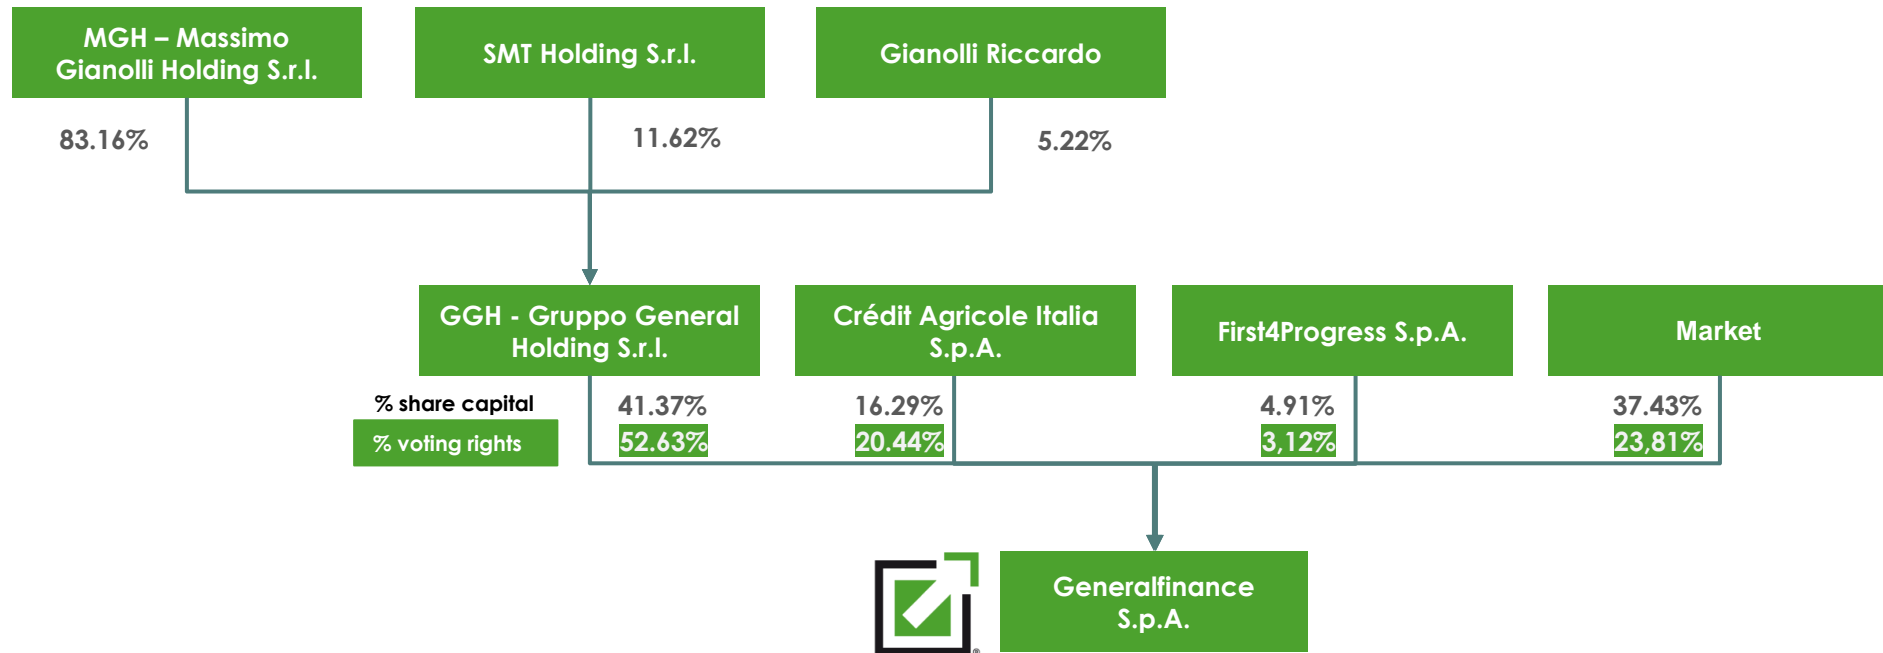 MGH – Massimo
Gianolli Holding S.r.l.
SMT Holding S.r.l.
Gianolli Riccardo
83.16%
11.62%
5.22%
GGH - Gruppo General
Holding S.r.l.
Crédit Agricole Italia
S.p.A.
First4Progress S.p.A.
Market
% share capital
41.37%
16.29%
4.91%
37.43%
% voting rights
52.63%
20.44%
3,12%
23,81%
Generalfinance
S.p.A.
®